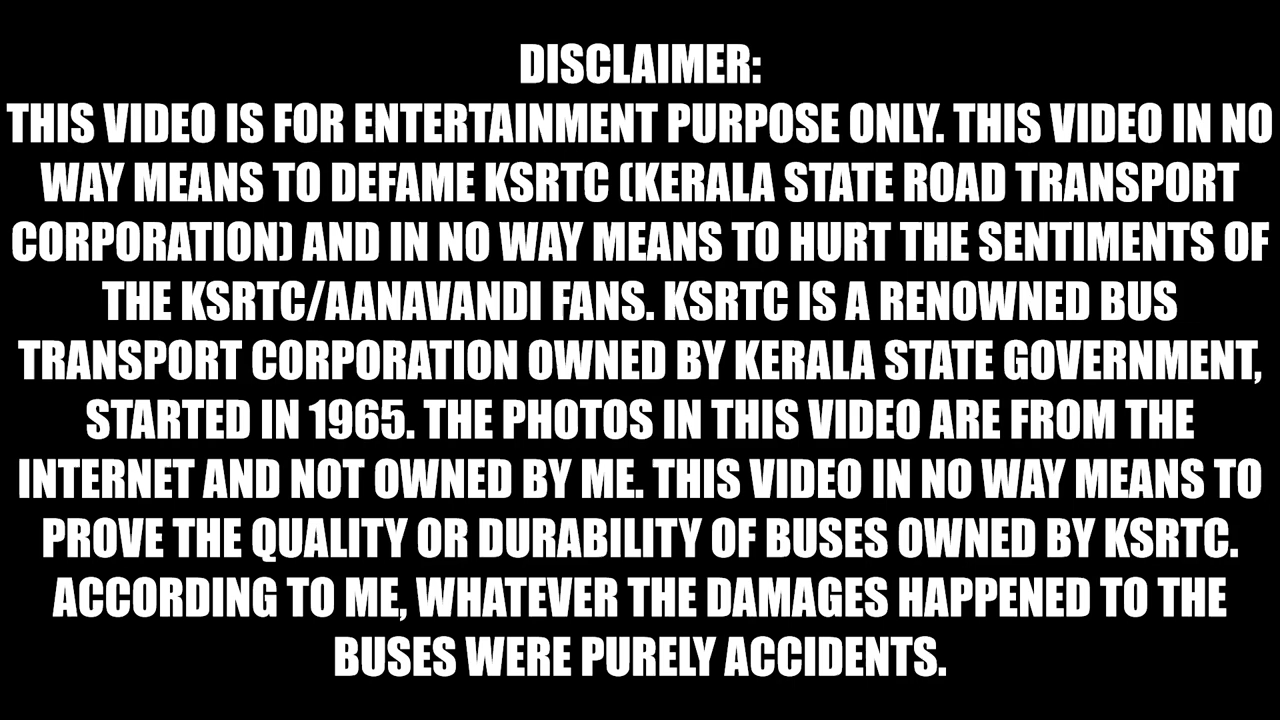 DISCLAIMER:
THIS VIDEO IS FOR ENTERTAINMENT PURPOSE ONLY. THIS VIDEO IN NO
WAY MEANS TO DEFAME KSRTC (KERALA STATE ROAD TRANSPORT
CORPORATION) AND IN NO WAY MEANS TO HURT THE SENTIMENTS OF
THE KSRTC/AANAVANDI FANS. KSRTC IS A RENOWNED BUS
TRANSPORT CORPORATION OWNED BY KERALA STATE GOVERNMENT,
STARTED IN 1965. THE PHOTOS IN THIS VIDEO ARE FROM THE
INTERNET AND NOT OWNED BY ME. THIS VIDEO IN NO WAY MEANS TO
PROVE THE QUALITY OR DURABILITY OF BUSES OWNED BY KSRTC.
ACCORDING TO ME, WHATEVER THE DAMAGES HAPPENED TO THE
BUSES WERE PURELY ACCIDENTS.